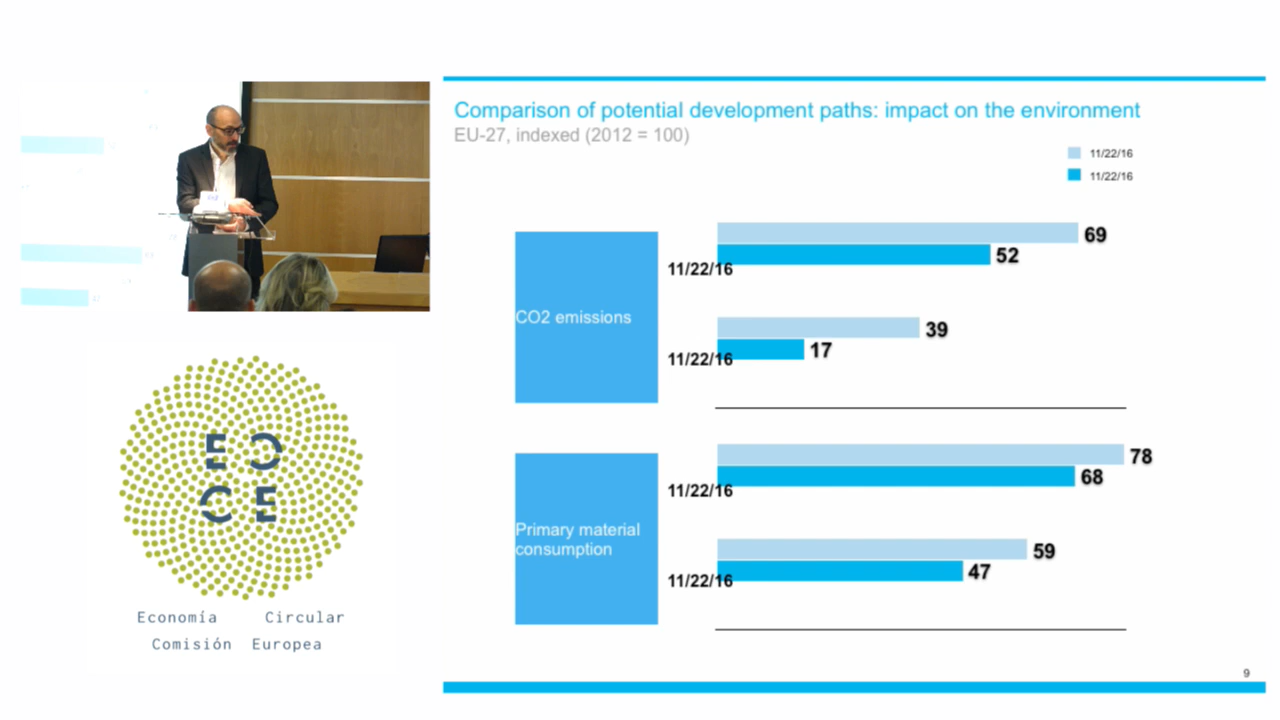 Comparison of potential development paths: impact on the environment
EU-27, indexed (2012 = 100)
11/22/16
11/22/16
CO2 emissions
11/22/16
69
52
11/22/16
39
17
Primary material
consumption
11/22/16
78
68
11/22/16
59
47
9
EC
CE
Economía Circular
Comisión Europea